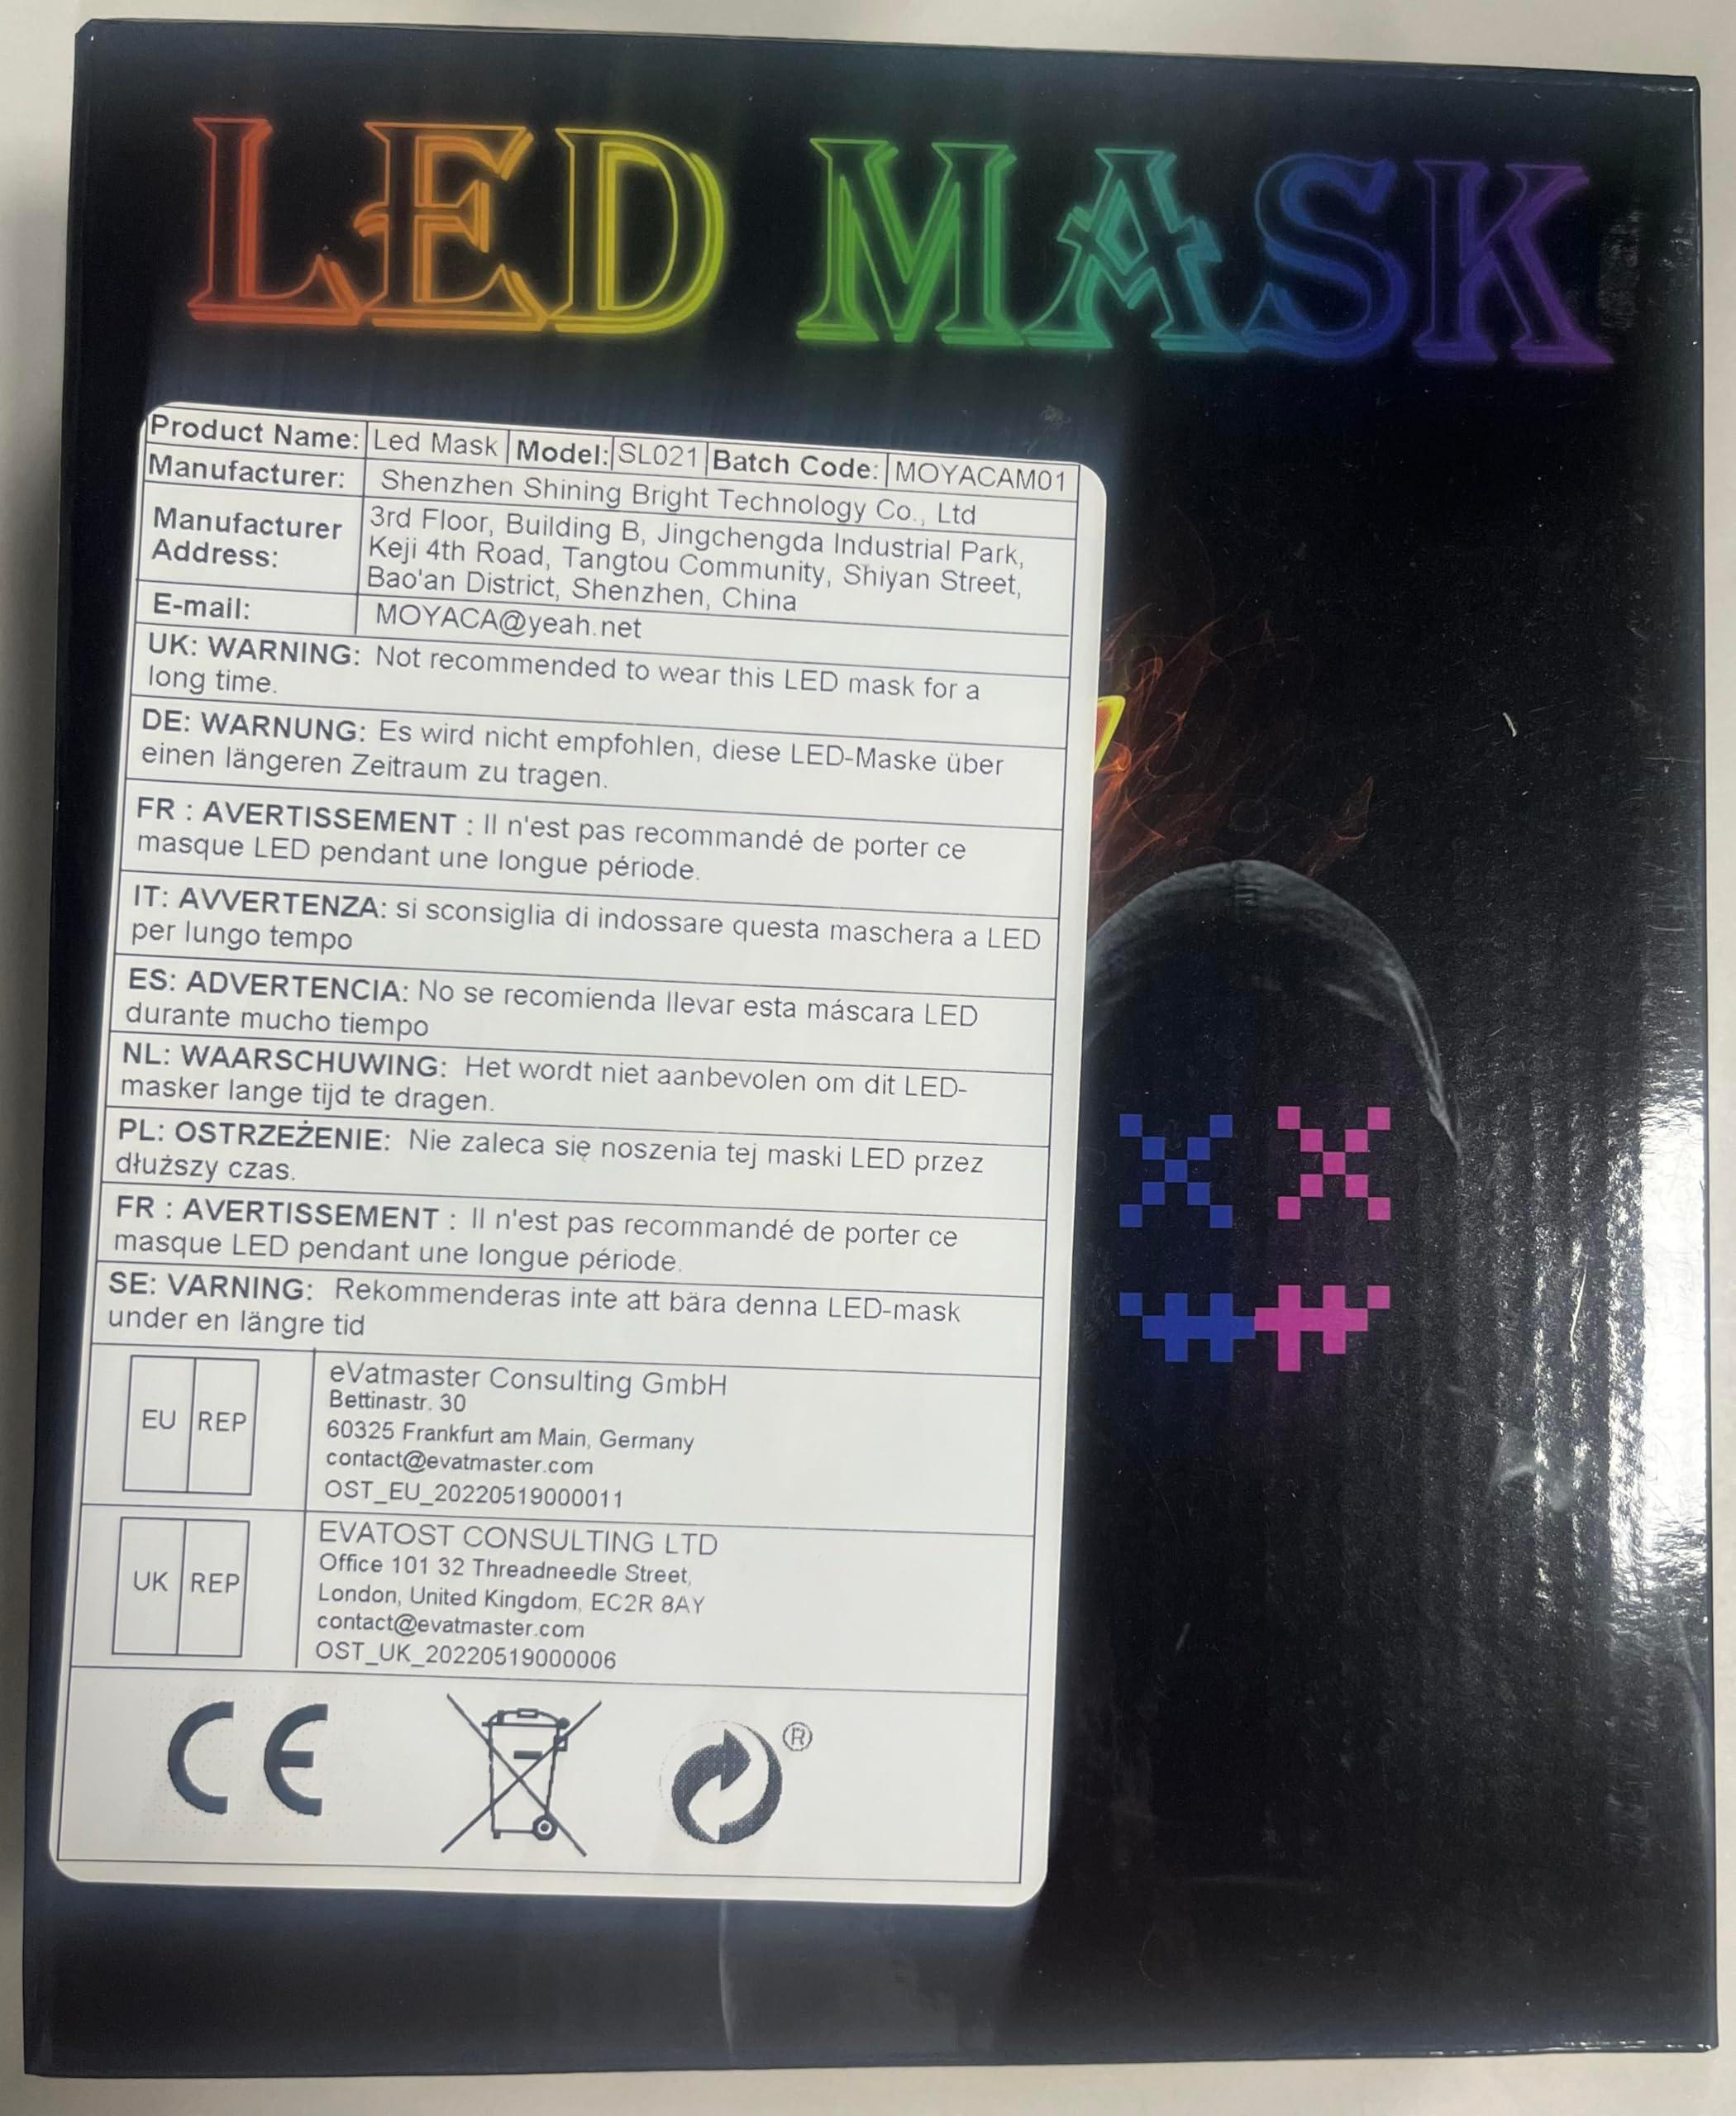 LED MASK
Product Name: Led Mask Model: SL021 Batch Code: MOYACAM01
Manufacturer: Shenzhen Shining Bright Technology Co., Ltd
Manufacturer Address: 3rd Floor, Building B, Jingchengda Industrial Park,
Keji 4th Road, Tangtou Community, Shiyan Street,
Bao'an District, Shenzhen, China
E-mail: MOYACA@yeah.net
UK: WARNING: Not recommended to wear this LED mask for a
long time.
DE: WARNUNG: Es wird nicht empfohlen, diese LED-Maske über
einen längeren Zeitraum zu tragen.
FR : AVERTISSEMENT : Il n'est pas recommandé de porter ce
masque LED pendant une longue période.
IT: AVVERTENZA: si sconsiglia di indossare questa maschera a LED
per lungo tempo
ES: ADVERTENCIA: No se recomienda llevar esta máscara LED
durante mucho tiempo
NL: WAARSCHUWING: Het wordt niet aanbevolen om dit LED-
masker lange tijd te dragen.
PL: OSTRZEŻENIE: Nie zaleca się noszenia tej maski LED przez
dłuższy czas.
FR : AVERTISSEMENT : Il n'est pas recommandé de porter ce
masque LED pendant une longue période.
SE: VARNING: Rekommenderas inte att bära denna LED-mask
under en längre tid
EU REP
eVatmaster Consulting GmbH
Bettinastr. 30
60325 Frankfurt am Main, Germany
contact@evatmaster.com
OST_EU_20220519000011
UK REP
EVATOST CONSULTING LTD
Office 101 32 Threadneedle Street,
London, United Kingdom, EC2R 8AY
contact@evatmaster.com
OST_UK_20220519000006
CE ®